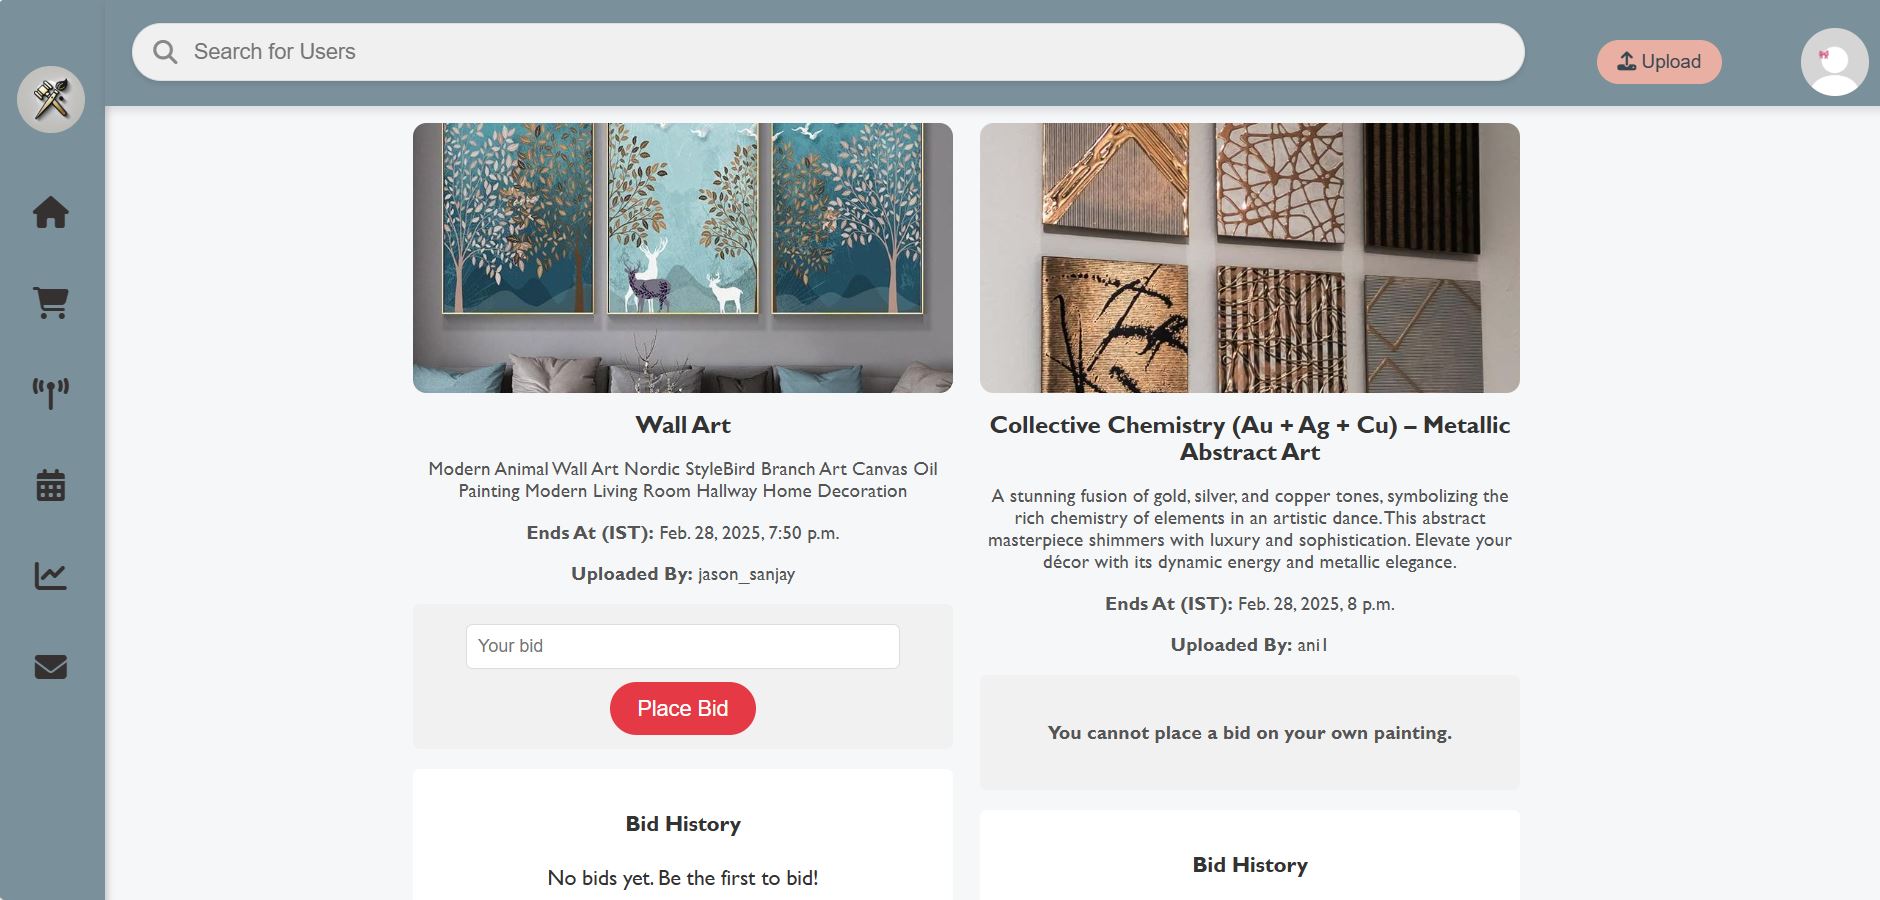 Search for Users
Upload
Wall Art
Modern Animal Wall Art Nordic StyleBird Branch Art Canvas Oil
Painting Modern Living Room Hallway Home Decoration
Ends At (IST): Feb. 28, 2025, 7:50 p.m.
Uploaded By: jason_sanjay
Your bid
Place Bid
Bid History
No bids yet. Be the first to bid!
Collective Chemistry (Au + Ag + Cu) – Metallic
Abstract Art
A stunning fusion of gold, silver, and copper tones, symbolizing the
rich chemistry of elements in an artistic dance. This abstract
masterpiece shimmers with luxury and sophistication. Elevate your
décor with its dynamic energy and metallic elegance.
Ends At (IST): Feb. 28, 2025, 8 p.m.
Uploaded By: ani1
You cannot place a bid on your own painting.
Bid History